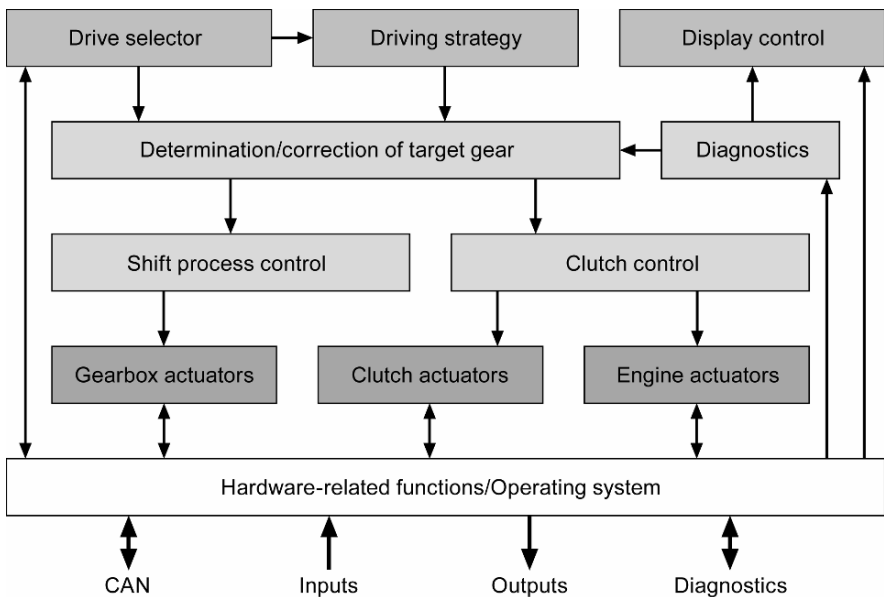 Drive selector
Driving strategy
Display control
Determination/correction of target gear
Diagnostics
Shift process control
Clutch control
Gearbox actuators
Clutch actuators
Engine actuators
Hardware-related functions/Operating system
CAN
Inputs
Outputs
Diagnostics